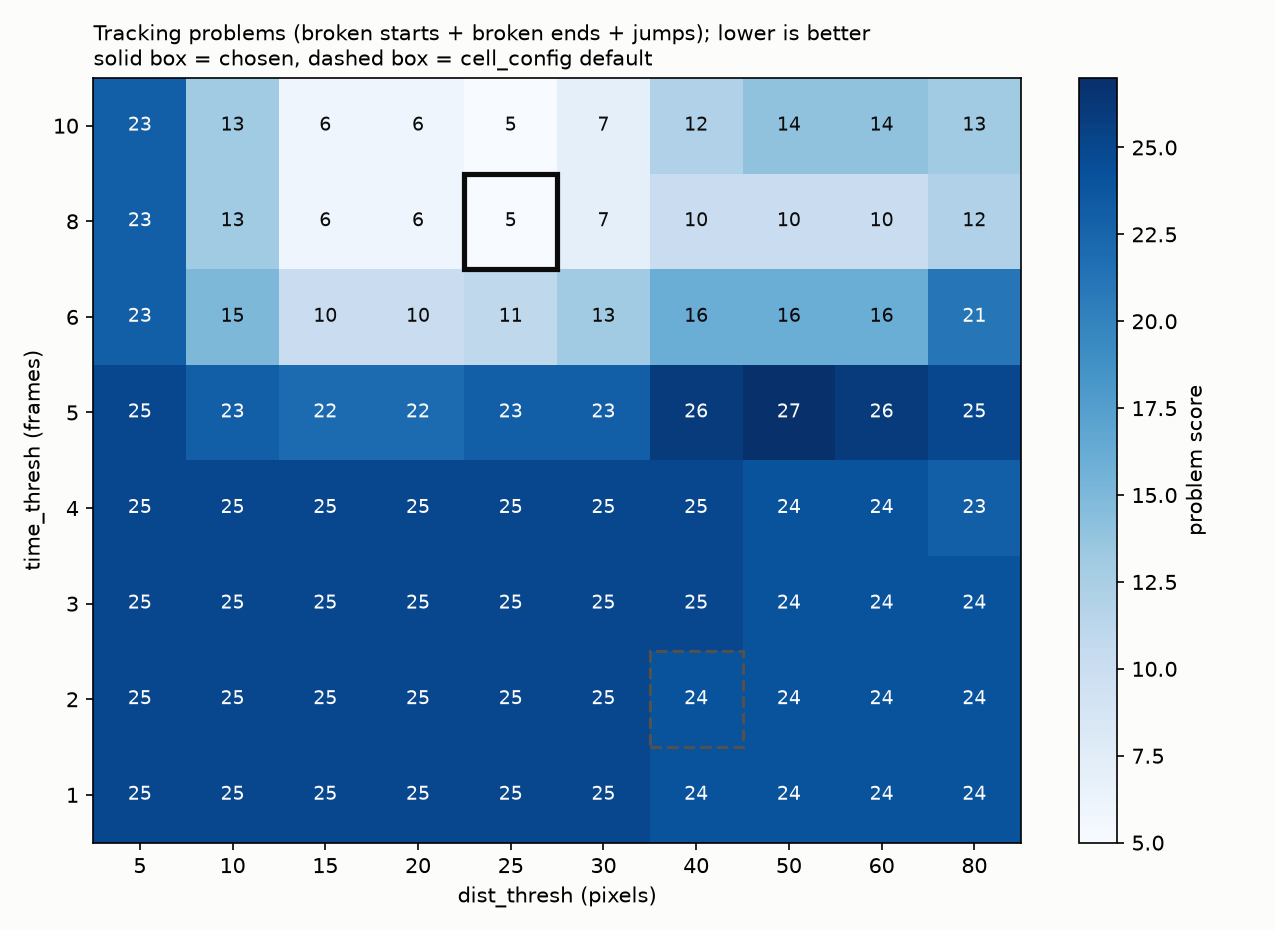 Tracking problems (broken starts + broken ends + jumps); lower is better
solid box = chosen, dashed box = cell_config default
10 23 13 6 6 5 7 12 14 14 13
8 23 13 6 6 5 7 10 10 10 12
6 23 15 10 10 11 13 16 16 16 21
5 25 23 22 22 23 23 26 27 26 25
4 25 25 25 25 25 25 25 24 24 23
3 25 25 25 25 25 25 25 24 24 24
2 25 25 25 25 25 25 24 24 24 24
1 25 25 25 25 25 25 24 24 24 24
5 10 15 20 25 30 40 50 60 80
dist_thresh (pixels)
time_thresh (frames)
25.0
22.5
20.0
17.5
15.0
12.5
10.0
7.5
5.0
problem score